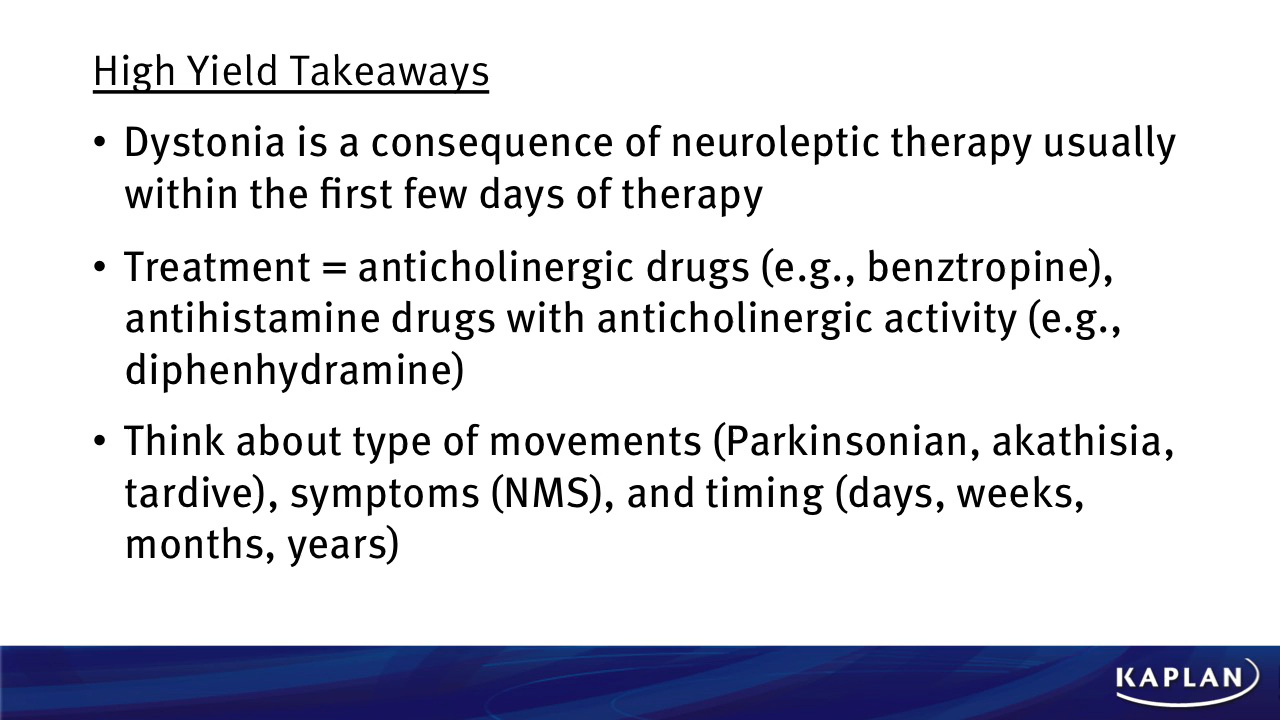 High Yield Takeaways
• Dystonia is a consequence of neuroleptic therapy usually
within the first few days of therapy
• Treatment = anticholinergic drugs (e.g., benztropine),
antihistamine drugs with anticholinergic activity (e.g.,
diphenhydramine)
• Think about type of movements (Parkinsonian, akathisia,
tardive), symptoms (NMS), and timing (days, weeks,
months, years)
KAPLAN